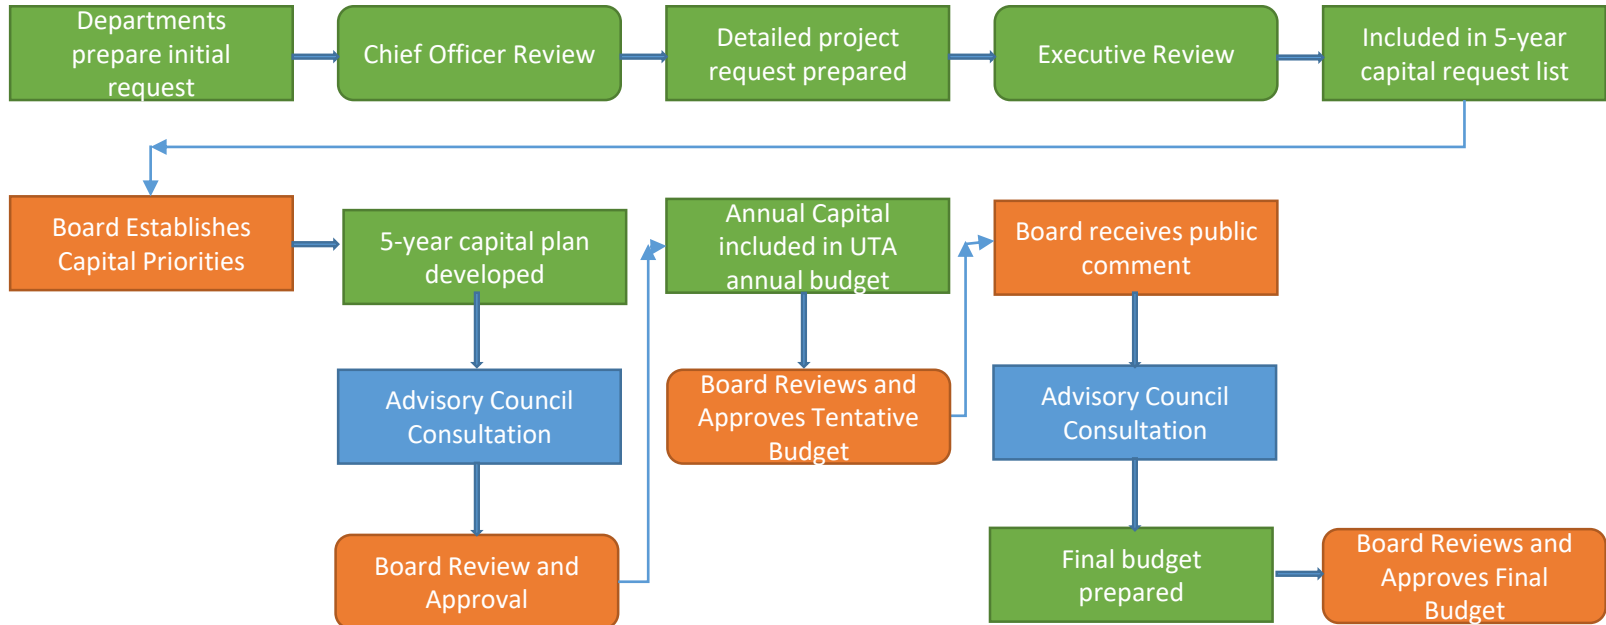 Departments
prepare initial
request
Chief Officer Review
Detailed project
request prepared
Executive Review
Included in 5-year
capital request list
Board Establishes
Capital Priorities
5-year capital plan
developed
Advisory Council
Consultation
Board Review and
Approval
Annual Capital
included in UTA
annual budget
Board Reviews and
Approves Tentative
Budget
Board receives public
comment
Advisory Council
Consultation
Final budget
prepared
Board Reviews and
Approves Final
Budget